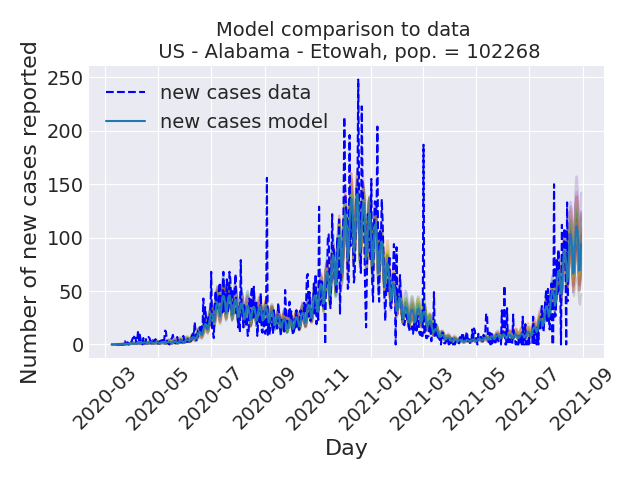 Model comparison to data
US - Alabama - Etowah, pop. = 102268
Number of new cases reported
250
200
150
100
50
0
new cases data
new cases model
2020-03
2020-05
2020-07
2020-09
2020-11
2021-01
2021-03
2021-05
2021-07
2021-09
Day